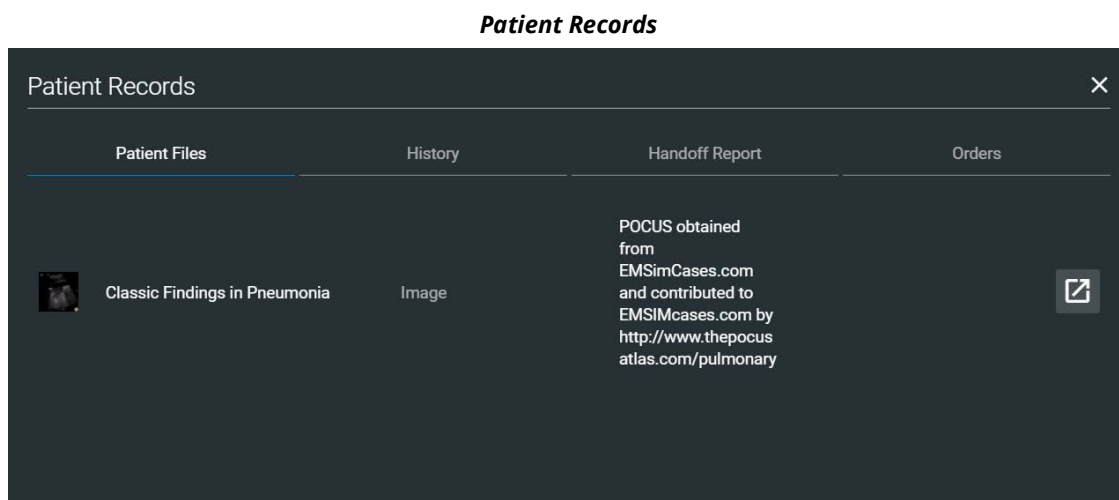 Patient Records
Patient Records
Patient Files
History
Handoff Report
Orders
Classic Findings in Pneumonia
Image
POCUS obtained
from
EMSimCases.com
and contributed to
EMSIMcases.com by
http://www.thepocus
atlas.com/pulmonary